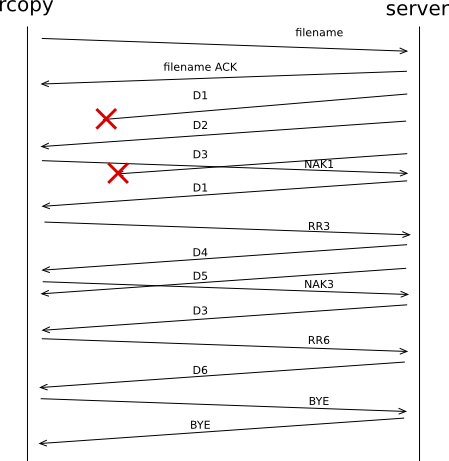 rcopy
server
filename
filename ACK
D1
D2
D3
NAK1
D1
RR3
D4
D5
NAK3
D3
RR6
D6
BYE
BYE